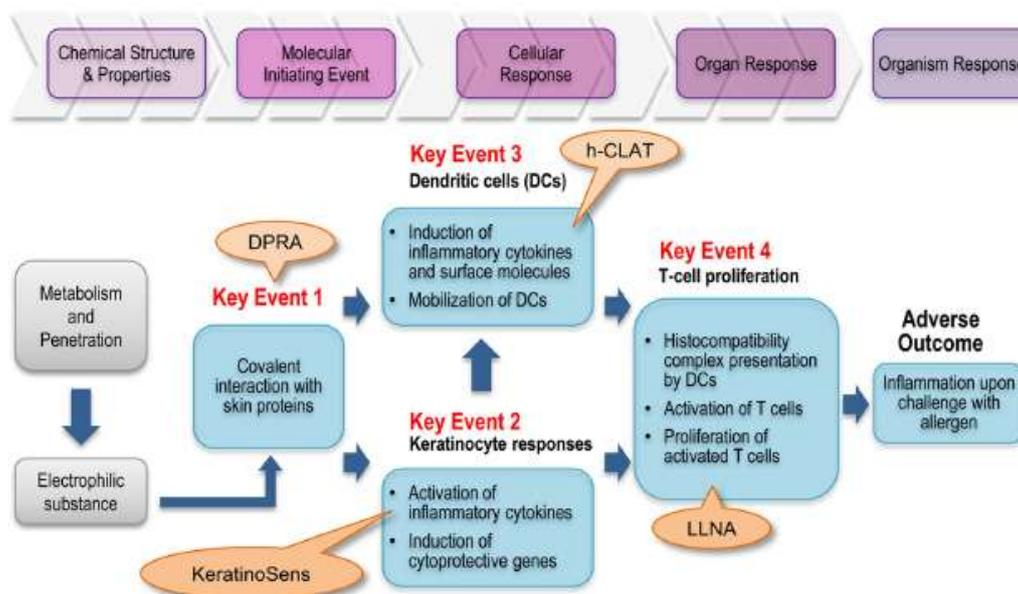 Chemical Structure
& Properties
Molecular
Initiating Event
Cellular
Response
Organ Response
Organism Response
Key Event 3
Dendritic cells (DCs)
h-CLAT
• Induction of
inflammatory cytokines
and surface molecules
• Mobilization of DCs
DPRA
Key Event 1
Covalent
interaction with
skin proteins
Metabolism
and
Penetration
Electrophilic
substance
Key Event 2
Keratinocyte responses
• Activation of
inflammatory cytokines
• Induction of
cytoprotective genes
KeratinoSens
Key Event 4
T-cell proliferation
• Histocompatibility
complex presentation
by DCs
• Activation of T cells
• Proliferation of
activated T cells
LLNA
Adverse
Outcome
Inflammation upon
challenge with
allergen